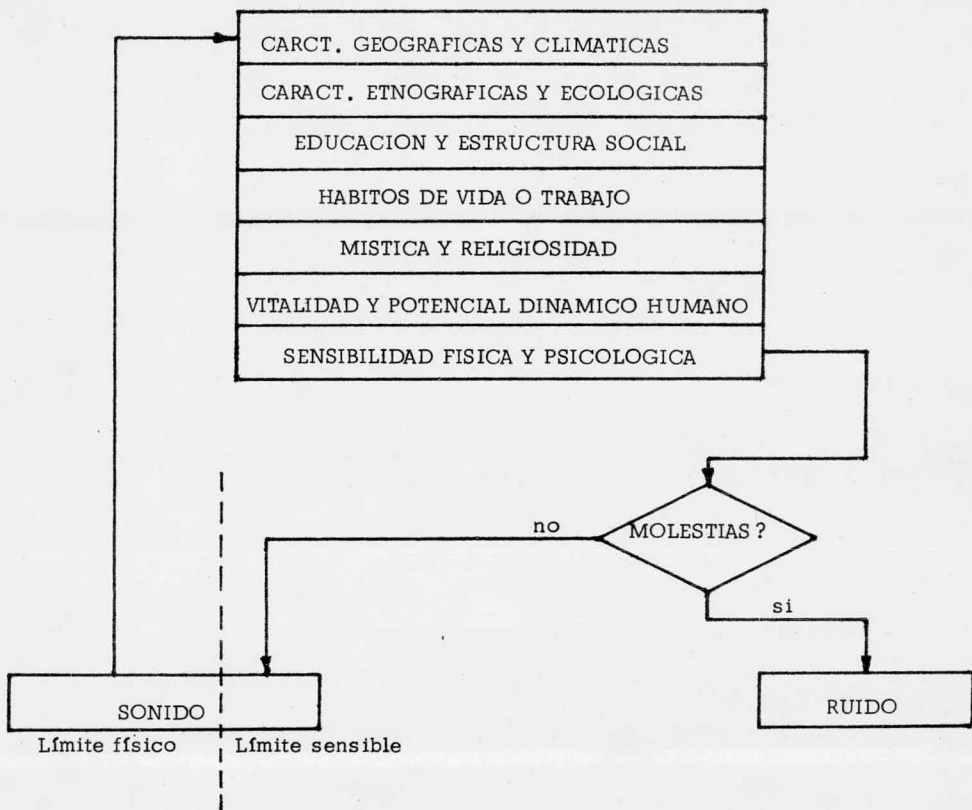 CARCT. GEOGRAFICAS Y CLIMATICAS
CARACT. ETNOGRAFICAS Y ECOLOGICAS
EDUCACION Y ESTRUCTURA SOCIAL
HABITOS DE VIDA O TRABAJO
MISTICA Y RELIGIOSIDAD
VITALIDAD Y POTENCIAL DINAMICO HUMANO
SENSIBILIDAD FISICA Y PSICOLOGICA
MOLESTIAS ?
no
si
SONIDO
RUIDO
Límite físico
Límite sensible